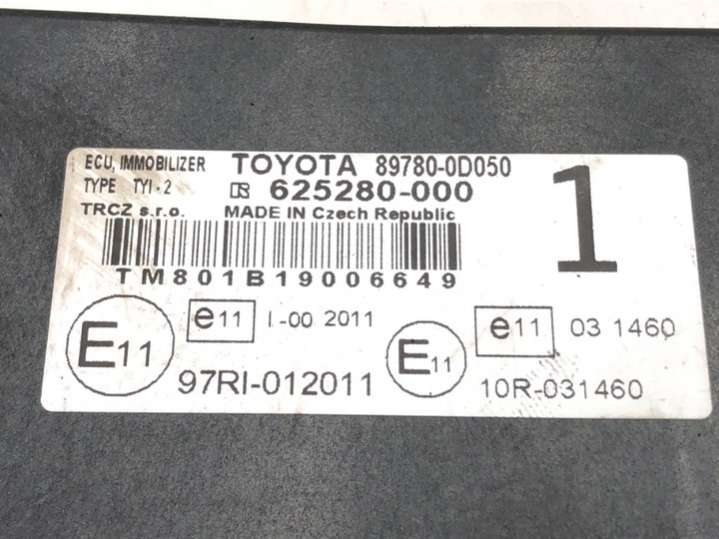 ECU, IMMOBILIZER TOYOTA 89780-0D050
TYPE TYI-2 R 625280-000
1
TRCZ s.r.o. MADE IN Czech Republic
TM801B19006649
E11 e11 I-00 2011
97RI-012011
E11 e11 03 1460
10R-031460